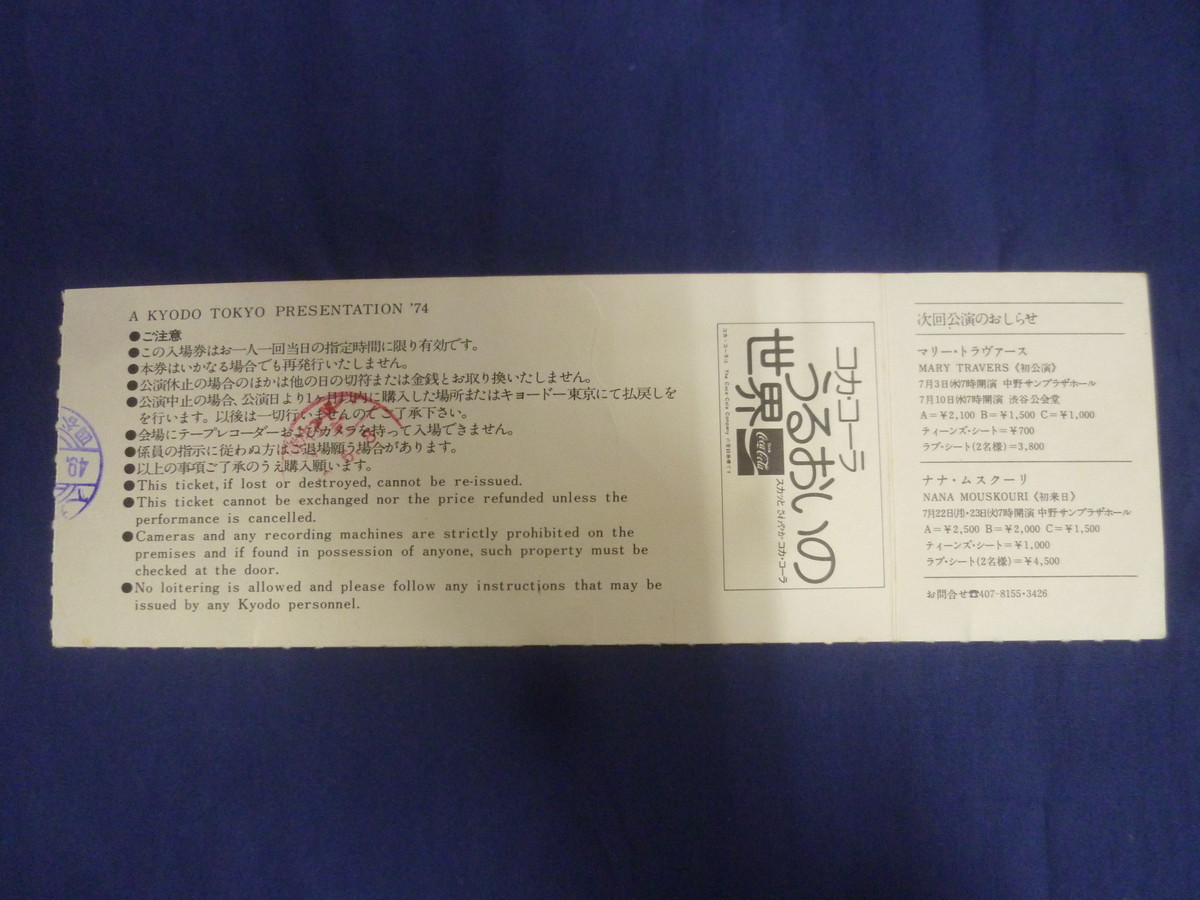 A KYODO TOKYO PRESENTATION '74
●ご注意
●この入場券はお一人一回当日の指定時間に限り有効です。
●本券はいかなる場合でも再発行いたしません。
●公演休止の場合のほかは他の日の切符または金銭とお取り換いたしません。
●公演中止の場合、公演日より1ヶ月以内に購入した場所またはキョードー東京にて払戻しを
を行います。以後は一切行いませんのでご了承下さい。
●会場にテープレコーダーおよびカメラを持って入場できません。
●係員の指示に従わぬ方はご退場願う場合があります。
●以上の事項ご了承のうえ購入願います。
●This ticket, if lost or destroyed, cannot be re-issued.
●This ticket cannot be exchanged nor the price refunded unless the
performance is cancelled.
●Cameras and any recording machines are strictly prohibited on the
premises and if found in possession of anyone, such property must be
checked at the door.
●No loitering is allowed and please follow any instructions that may be
issued by any Kyodo personnel.
49
コカ・コーラ
うるおいの
世界
Coca-Cola
スカッとさわやかコカ・コーラ
コカ・コーラは The Coca-Cola Company の登録商標です
次回公演のおしらせ
マリー・トラヴァース
MARY TRAVERS《初公演》
7月3日(水)7時開演 中野サンプラザホール
7月10日(水)7時開演 渋谷公会堂
A=¥2,100 B=¥1,500 C=¥1,000
ティーンズ・シート=¥700
ラブ・シート(2名様)=3,800
ナナ・ムスクーリ
NANA MOUSKOURI《初来日》
7月22日(月)・23日(火)7時開演 中野サンプラザホール
A=¥2,500 B=¥2,000 C=¥1,500
ティーンズ・シート=¥1,000
ラブ・シート(2名様)=¥4,500
お問合せ☎407-8155・3426